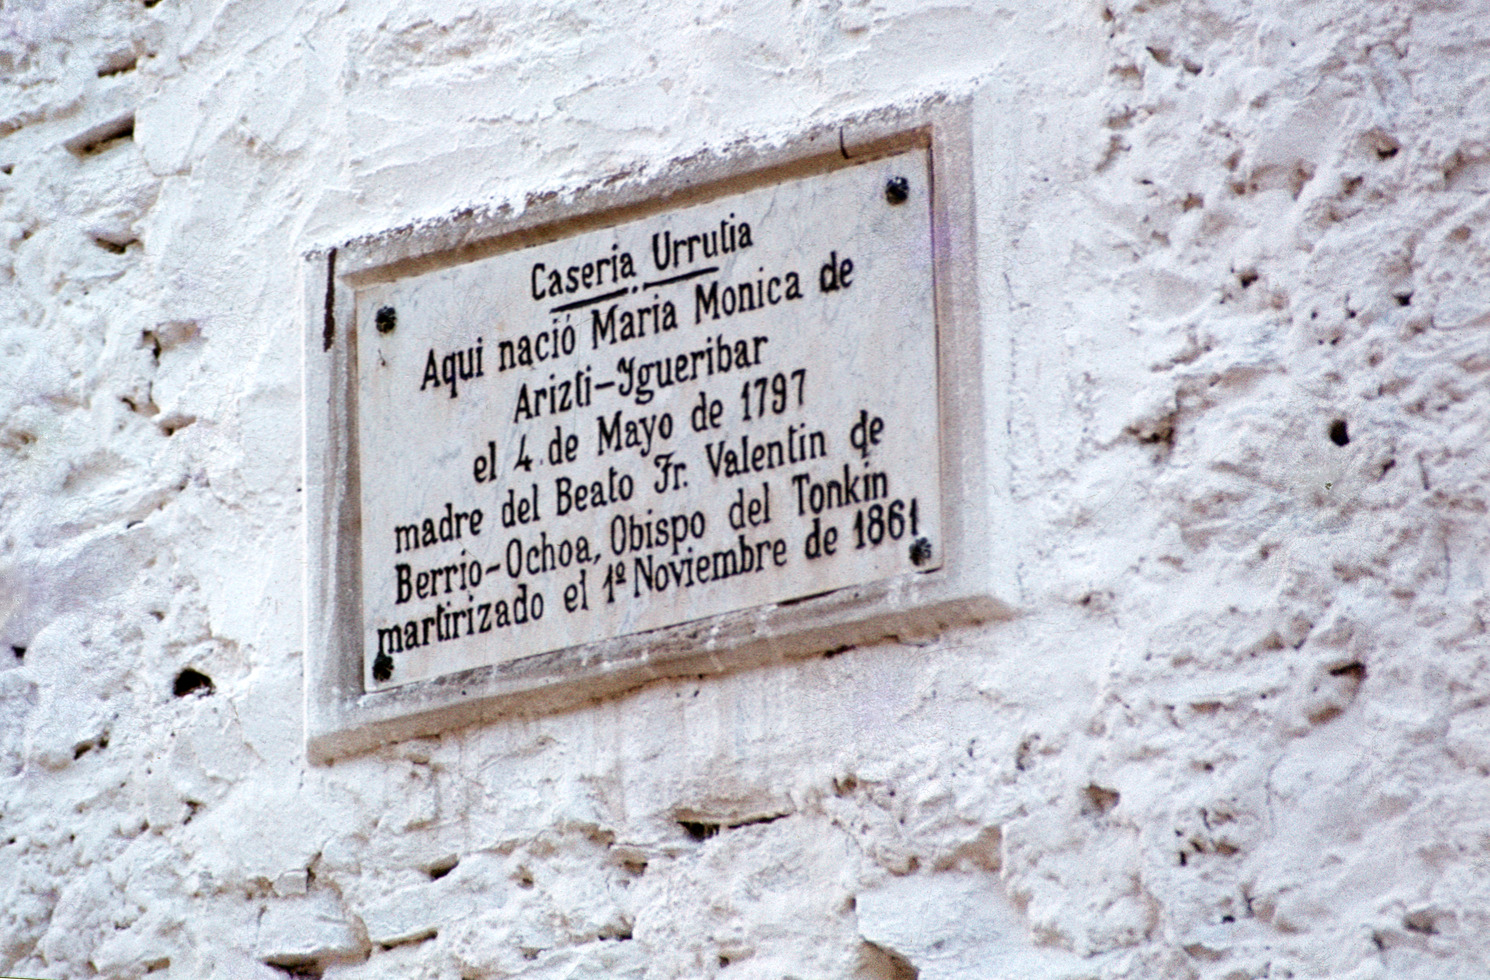 Caseria Urrutia
Aqui nació Maria Monica de
Arizti-Ygueribar
el 4 de Mayo de 1797
madre del Beato Fr. Valentin de
Berrio-Ochoa, Obispo del Tonkin
martirizado el 1º Noviembre de 1861